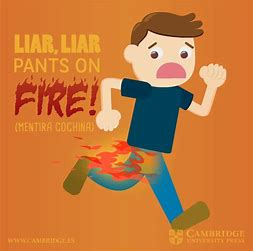 LIAR, LIAR
PANTS ON
FIRE!
(MENTIRA COCHINA)
WWW.CAMBRIDGE.ES
CAMBRIDGE
UNIVERSITY PRESS